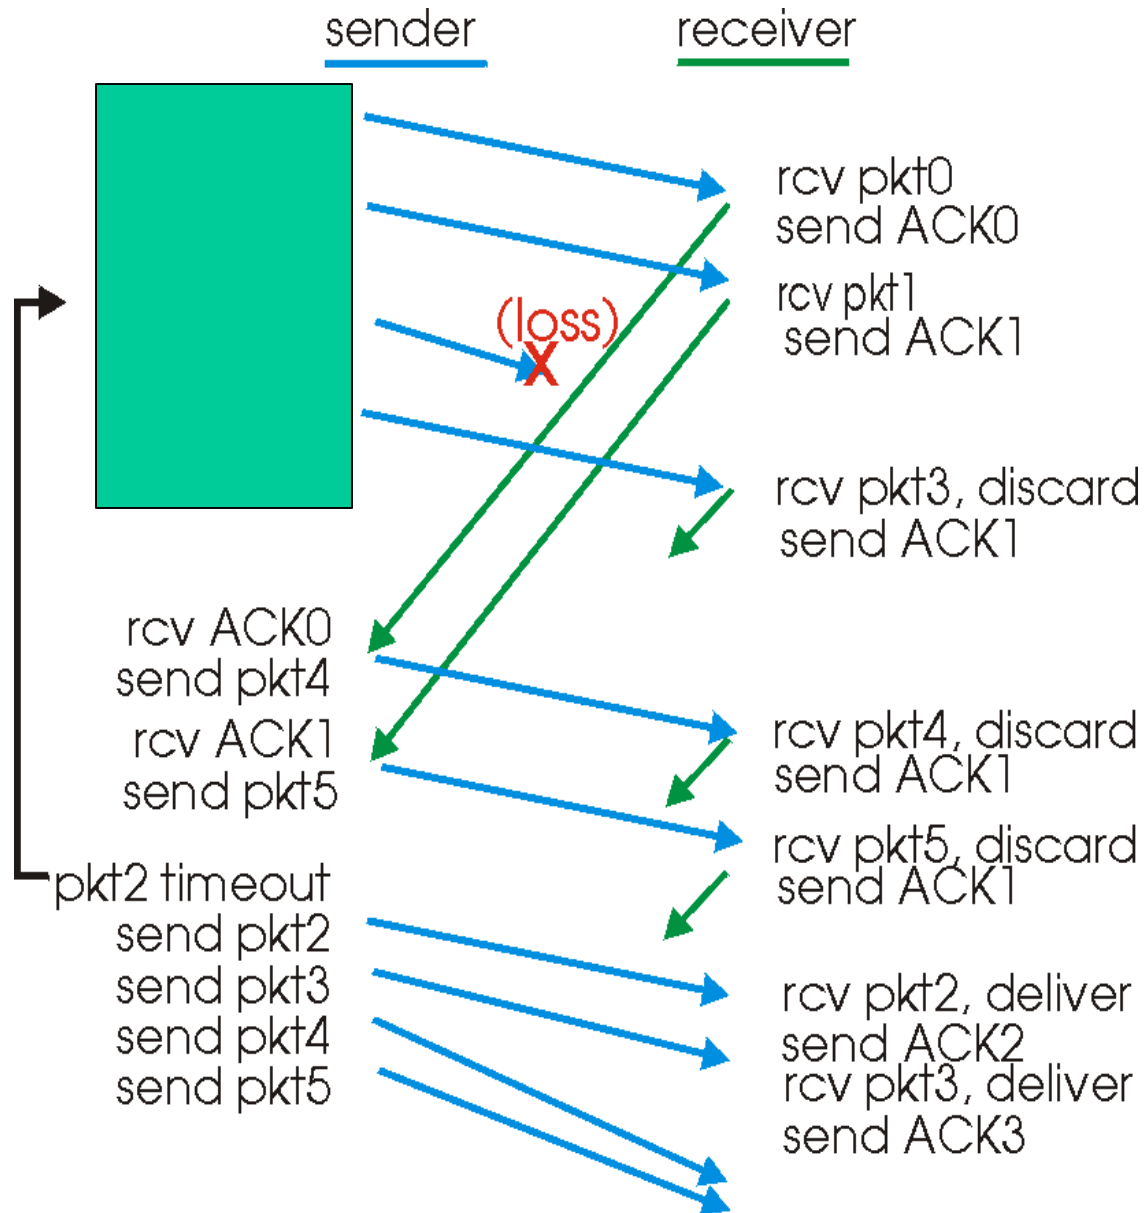 sender
receiver
rcv pkt0
send ACK0
rcv pkt1
send ACK1
(loss)
X
rcv pkt3, discard
send ACK1
rcv ACK0
send pkt4
rcv ACK1
send pkt5
rcv pkt4, discard
send ACK1
rcv pkt5, discard
send ACK1
pkt2 timeout
send pkt2
send pkt3
send pkt4
send pkt5
rcv pkt2, deliver
send ACK2
rcv pkt3, deliver
send ACK3